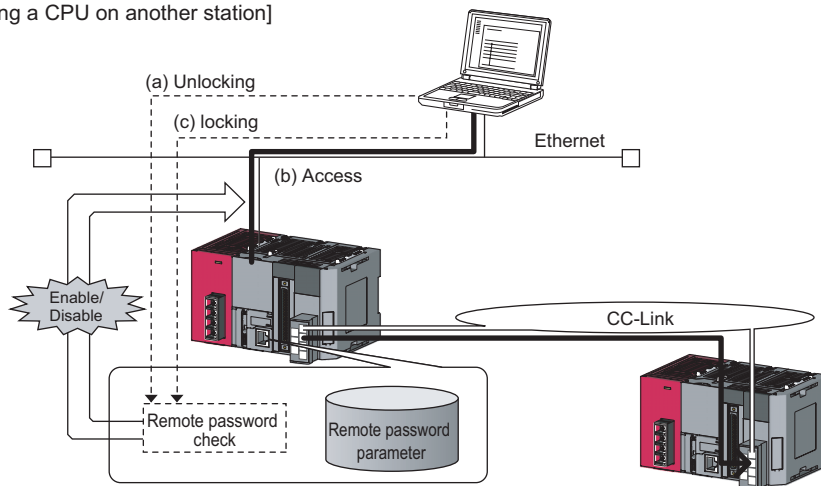 ng a CPU on another station]
(a) Unlocking
(c) locking
Ethernet
(b) Access
Enable/
Disable
CC-Link
Remote password
check
Remote password
parameter